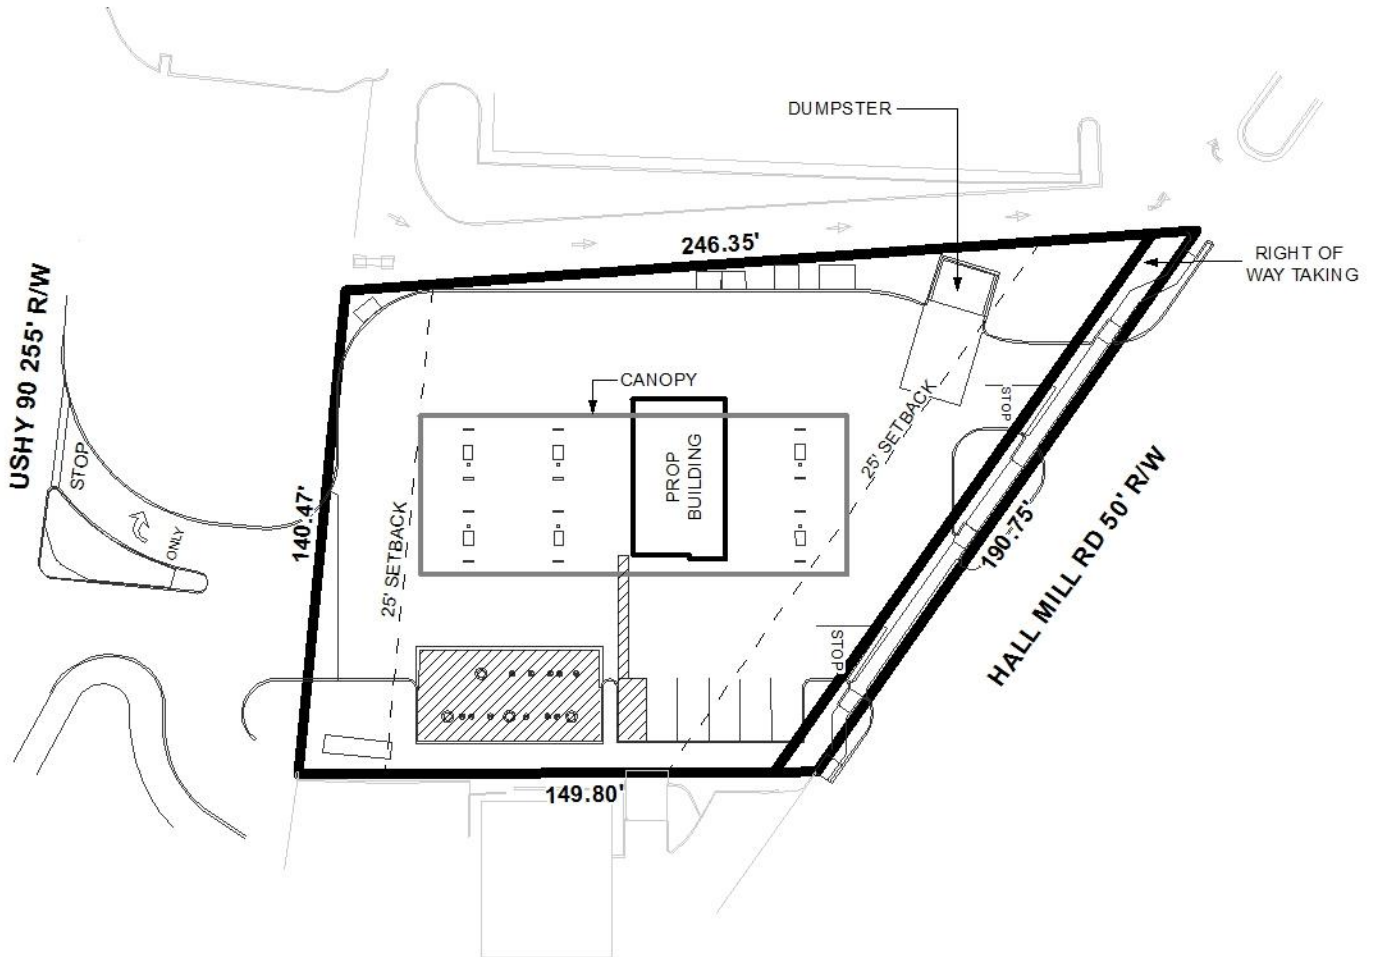 DUMPSTER
246.35'
RIGHT OF
WAY TAKING
USHY 90 255' R/W
CANOPY
STOP
25' SETBACK
STOP
PROP
BUILDING
140.47'
ONLY
190.75'
HALL MILL RD 50' R/W
25' SETBACK
STOP
149.80'